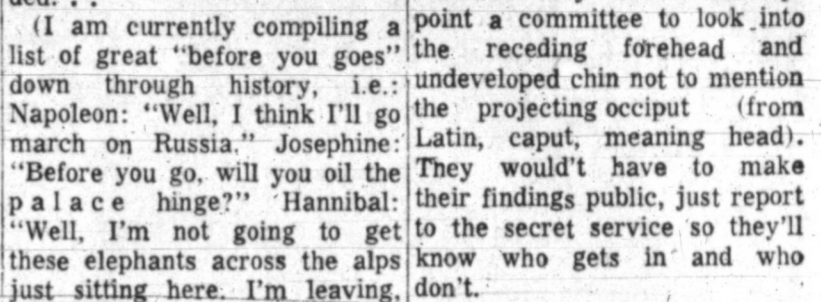 (I am currently compiling a
list of great "before you goes"
down through history, i.e.:
Napoleon: "Well, I think I'll go
march on Russia." Josephine:
"Before you go, will you oil the
palace hinge?" Hannibal:
"Well, I'm not going to get
these elephants across the alps
just sitting here. I'm leaving,
point a committee to look into
the receding forehead and
undeveloped chin not to mention
the projecting occiput (from
Latin, caput, meaning head).
They would't have to make
their findings public, just report
to the secret service so they'll
know who gets in and who
don't.